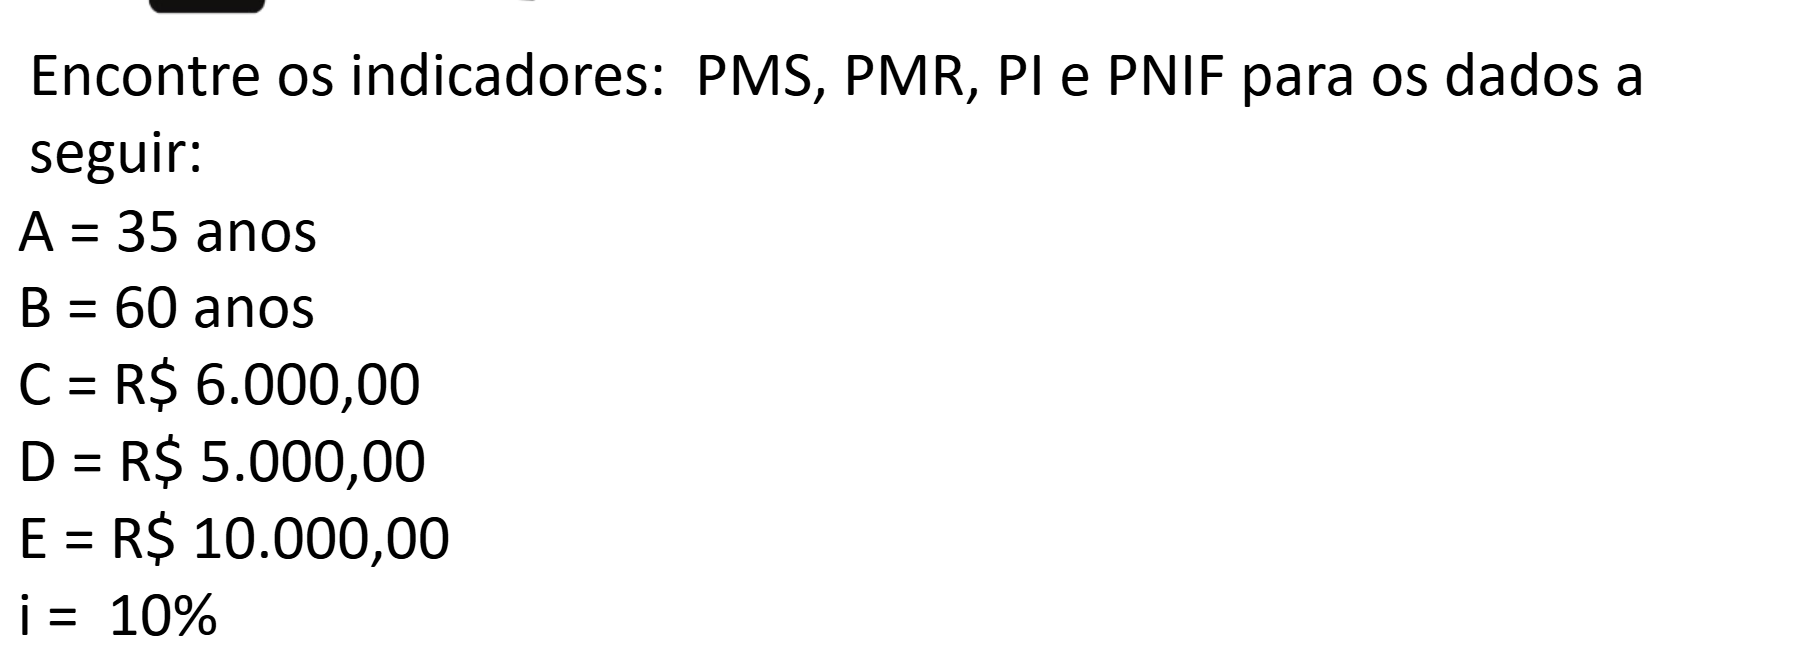 Encontre os indicadores: PMS, PMR, PI e PNIF para os dados a
seguir:
A = 35 anos
B = 60 anos
C = R$ 6.000,00
D = R$ 5.000,00
E = R$ 10.000,00
i = 10%